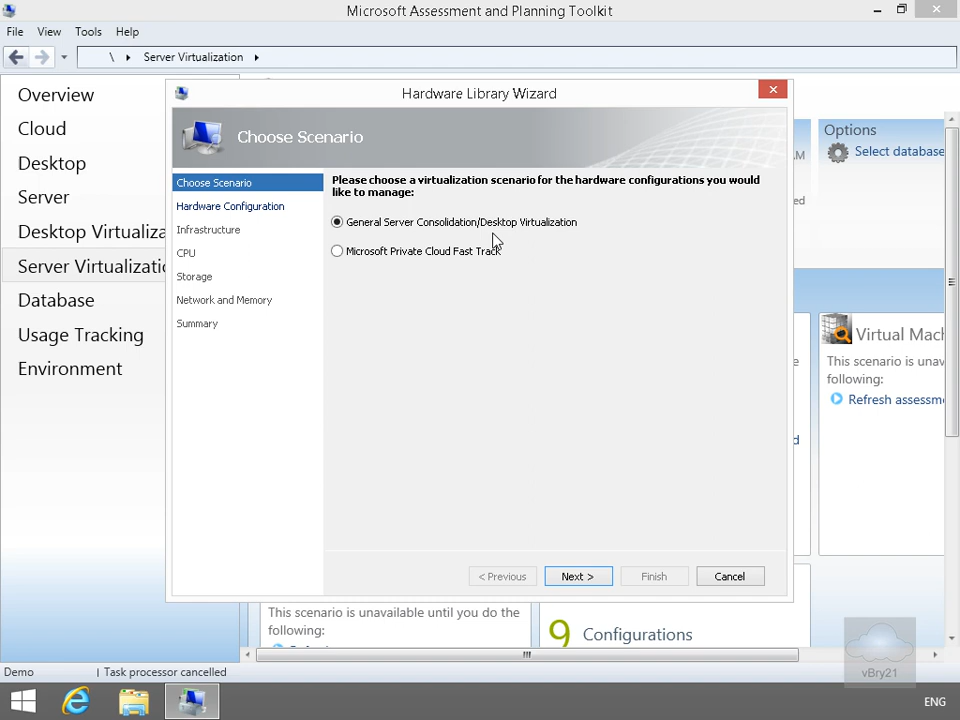 Microsoft Assessment and Planning Toolkit
File View Tools Help
\ Server Virtualization
Overview
Cloud
Desktop
Server
Desktop Virtualiza
Server Virtualizatio
Database
Usage Tracking
Environment
Hardware Library Wizard
Choose Scenario
Choose Scenario
Hardware Configuration
Infrastructure
CPU
Storage
Network and Memory
Summary
Please choose a virtualization scenario for the hardware configurations you would
like to manage:
General Server Consolidation/Desktop Virtualization
Microsoft Private Cloud Fast Track
< Previous
Next >
Finish
Cancel
Options
Select database
AM
ed
Virtual Mach
This scenario is unav
following:
Refresh assessme
e
d
This scenario is unavailable until you do the
following:
9 Configurations
vBry21
Demo
Task processor cancelled
ENG